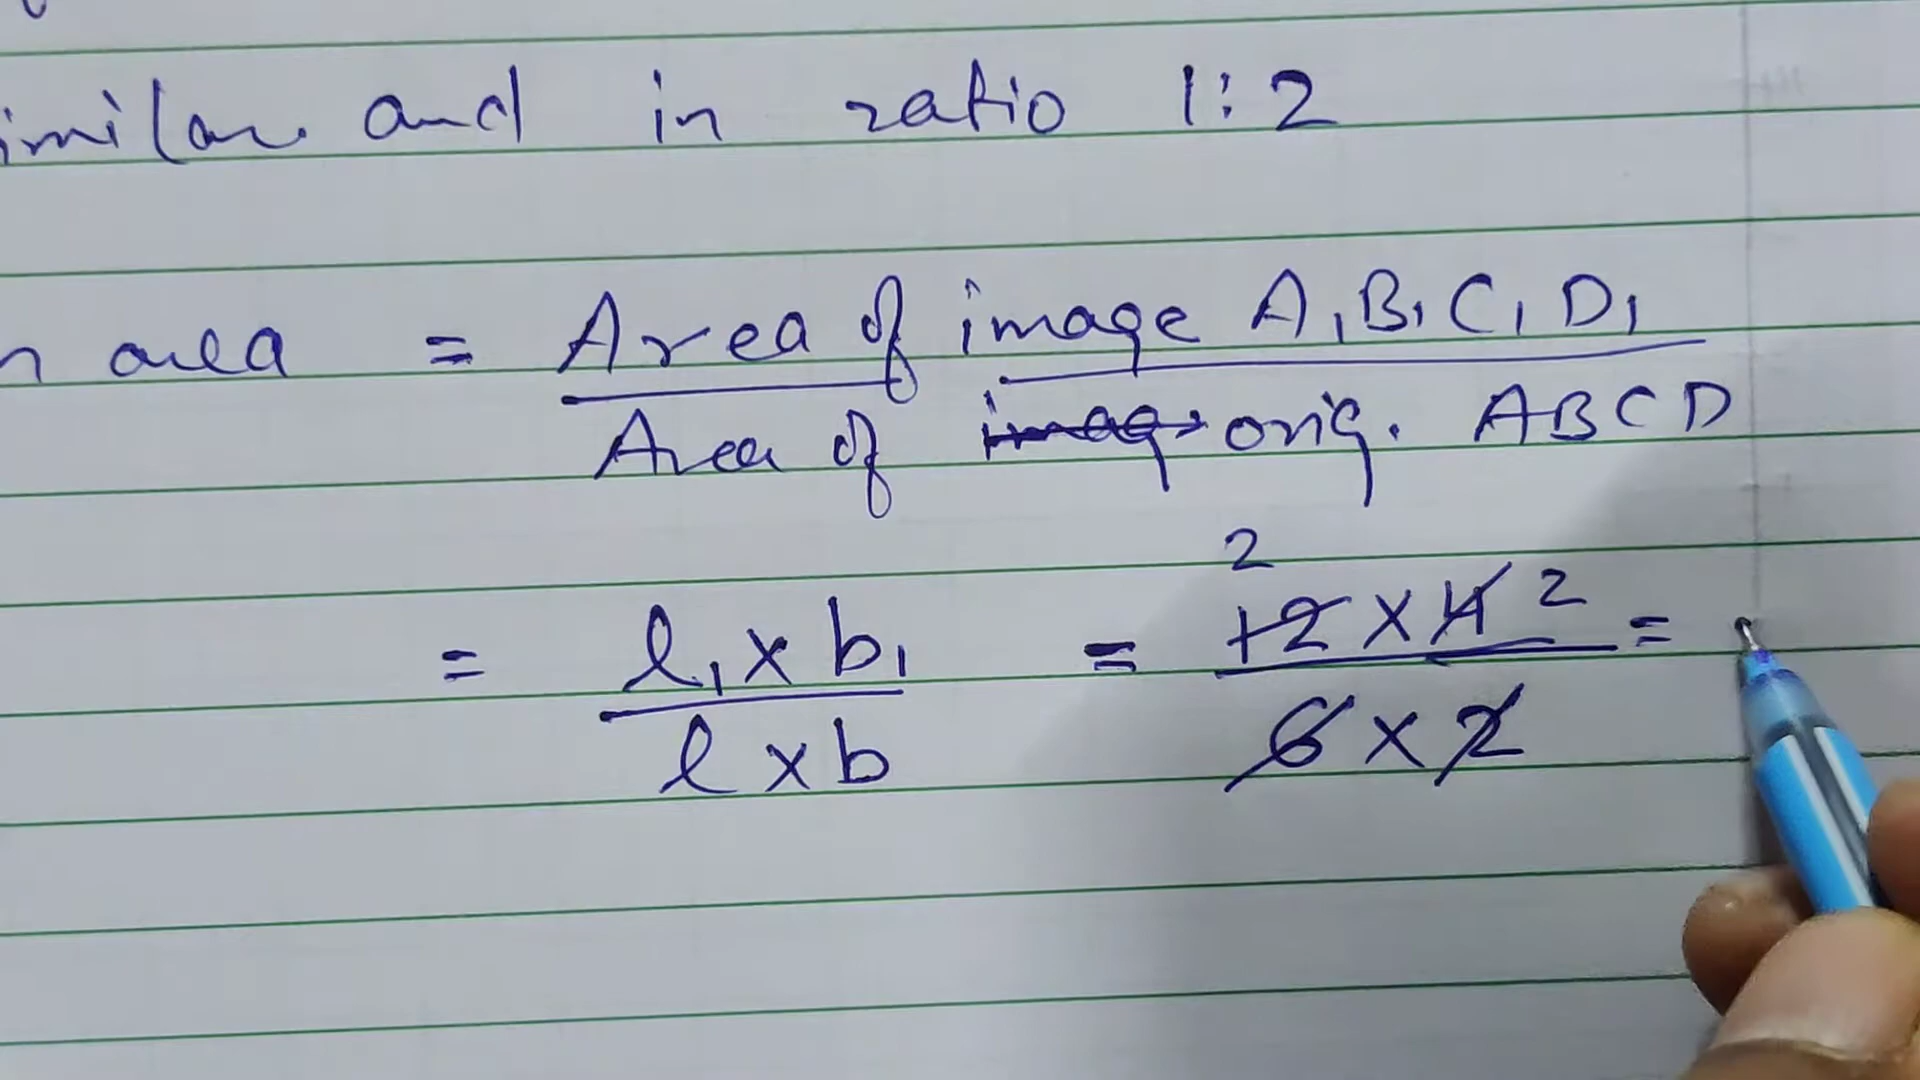 imilar and in ratio 1:2
n area = Area of image A₁B₁C₁D₁
Area of orig. ABCD
2
= l₁ x b₁ = 12 x 4 2 =
l x b 6 x 2